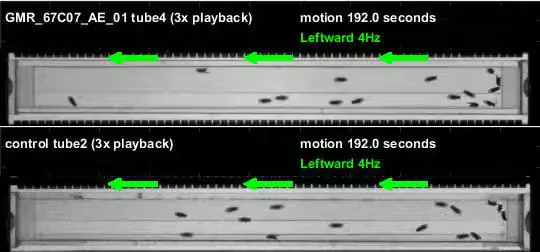 GMR_67C07_AE_01 tube4 (3x playback) motion 192.0 seconds
Leftward 4Hz
control tube2 (3x playback) motion 192.0 seconds
Leftward 4Hz